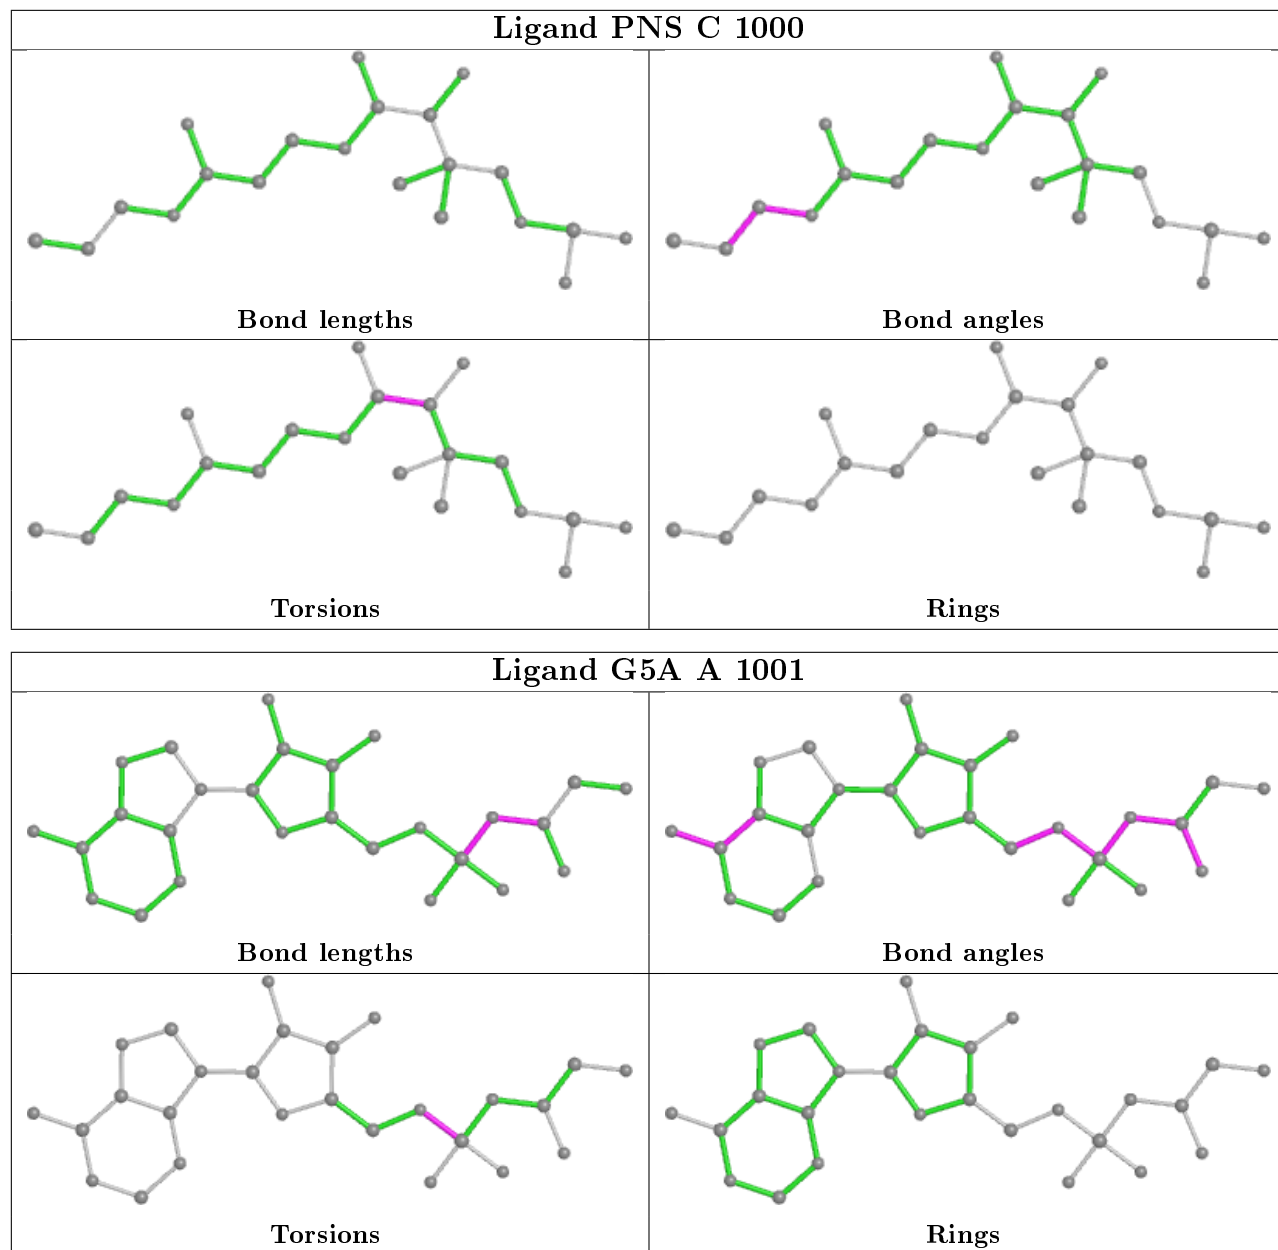 Ligand PNS C 1000
Bond lengths
Bond angles
Torsions
Rings
Ligand G5A A 1001
Bond lengths
Bond angles
Torsions
Rings